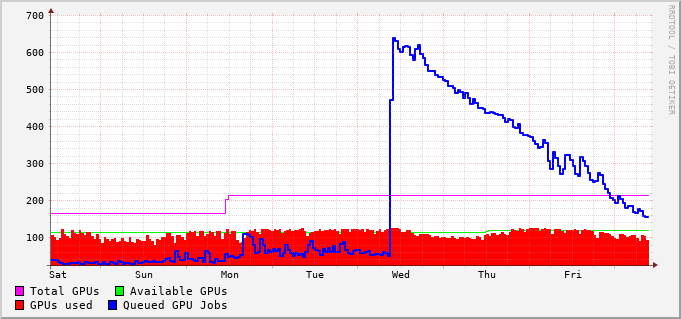 700
600
500
400
300
200
100
Sat Sun Mon Tue Wed Thu Fri
Total GPUs Available GPUs
GPUs used Queued GPU Jobs
RRDTOOL / TOBI OETIKER